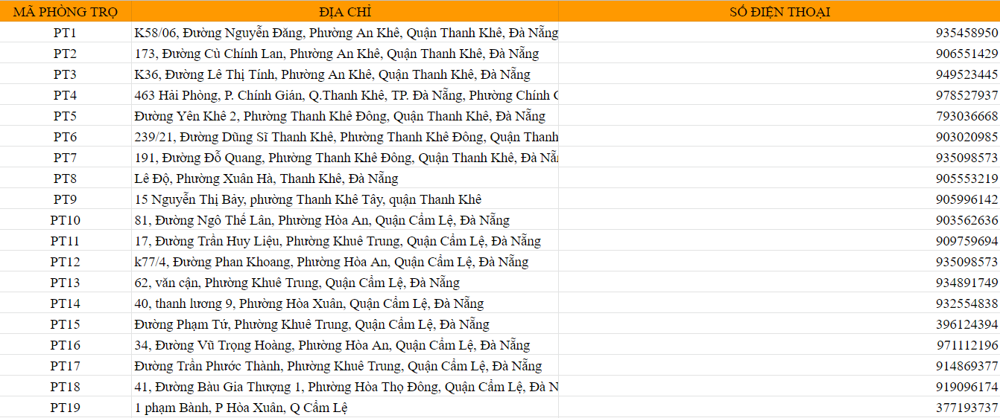 MÃ PHÒNG TRỌ ĐỊA CHỈ SỐ ĐIỆN THOẠI
PT1 K58/06, Đường Nguyễn Đăng, Phường An Khê, Quận Thanh Khê, Đà Nẵng 935458950
PT2 173, Đường Cù Chính Lan, Phường An Khê, Quận Thanh Khê, Đà Nẵng 906551429
PT3 K36, Đường Lê Thị Tính, Phường An Khê, Quận Thanh Khê, Đà Nẵng 949523445
PT4 463 Hải Phòng, P. Chính Gián, Q.Thanh Khê, TP. Đà Nẵng, Phường Chính 978527937
PT5 Đường Yên Khê 2, Phường Thanh Khê Đông, Quận Thanh Khê, Đà Nẵng 793036668
PT6 239/21, Đường Dũng Sĩ Thanh Khê, Phường Thanh Khê Đông, Quận Thanh 903020985
PT7 191, Đường Đỗ Quang, Phường Thanh Khê Đông, Quận Thanh Khê, Đà 935098573
PT8 Lê Độ, Phường Xuân Hà, Thanh Khê, Đà Nẵng 905553219
PT9 15 Nguyễn Thị Bảy, phường Thanh Khê Tây, quận Thanh Khê 905996142
PT10 81, Đường Ngô Thế Lân, Phường Hòa An, Quận Cẩm Lệ, Đà Nẵng 903562636
PT11 17, Đường Trần Huy Liệu, Phường Khuê Trung, Quận Cẩm Lệ, Đà Nẵng 909759694
PT12 k77/4, Đường Phan Khoang, Phường Hòa An, Quận Cẩm Lệ, Đà Nẵng 935098573
PT13 62, văn cận, Phường Khuê Trung, Quận Cẩm Lệ, Đà Nẵng 934891749
PT14 40, thanh lương 9, Phường Hòa Xuân, Quận Cẩm Lệ, Đà Nẵng 932554838
PT15 Đường Phạm Tứ, Phường Khuê Trung, Quận Cẩm Lệ, Đà Nẵng 396124394
PT16 34, Đường Vũ Trọng Hoàng, Phường Hòa An, Quận Cẩm Lệ, Đà Nẵng 971112196
PT17 Đường Trần Phước Thành, Phường Khuê Trung, Quận Cẩm Lệ, Đà Nẵng 914869377
PT18 41, Đường Bàu Gia Thượng 1, Phường Hòa Thọ Đông, Quận Cẩm Lệ, Đà N 919096174
PT19 1 phạm Bành, P Hòa Xuân, Q Cẩm Lệ 377193737